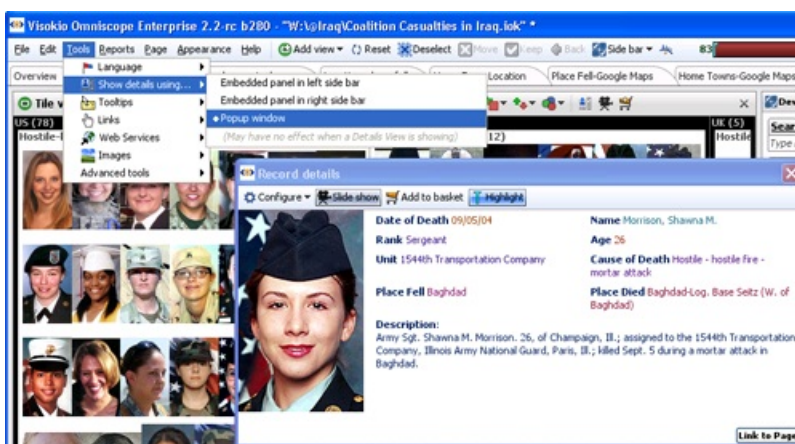 Visokio Omniscope Enterprise 2.2-rc b280 - "W:\@Iraq\Coalition Casualties in Iraq.iok" *
File Edit Tools Reports Page Appearance Help Add view Reset Deselect Move Keep Back Side bar 83
Overview Location Place Fell-Google Maps Home Towns-Google Maps
Language
Show details using...
Tooltips
Links
Web Services
Images
Advanced tools
Embedded panel in left side bar
Embedded panel in right side bar
Popup window
(May have no effect when a Details View is showing)
Tile v
US (78)
Hostile-
12)
UK (5)
Hostile
Dev
Sear
Type
Record details
Configure Slide show Add to basket Highlight
Date of Death 09/05/04 Name Morrison, Shawna M.
Rank Sergeant Age 26
Unit 1544th Transportation Company Cause of Death Hostile - hostile fire -
mortar attack
Place Fell Baghdad Place Died Baghdad-Log. Base Seitz (W. of
Baghdad)
Description:
Army Sgt. Shawna M. Morrison. 26, of Champaign, Ill.; assigned to the 1544th Transportation
Company, Illinois Army National Guard, Paris, Ill.; killed Sept. 5 during a mortar attack in
Baghdad.
Link to Page